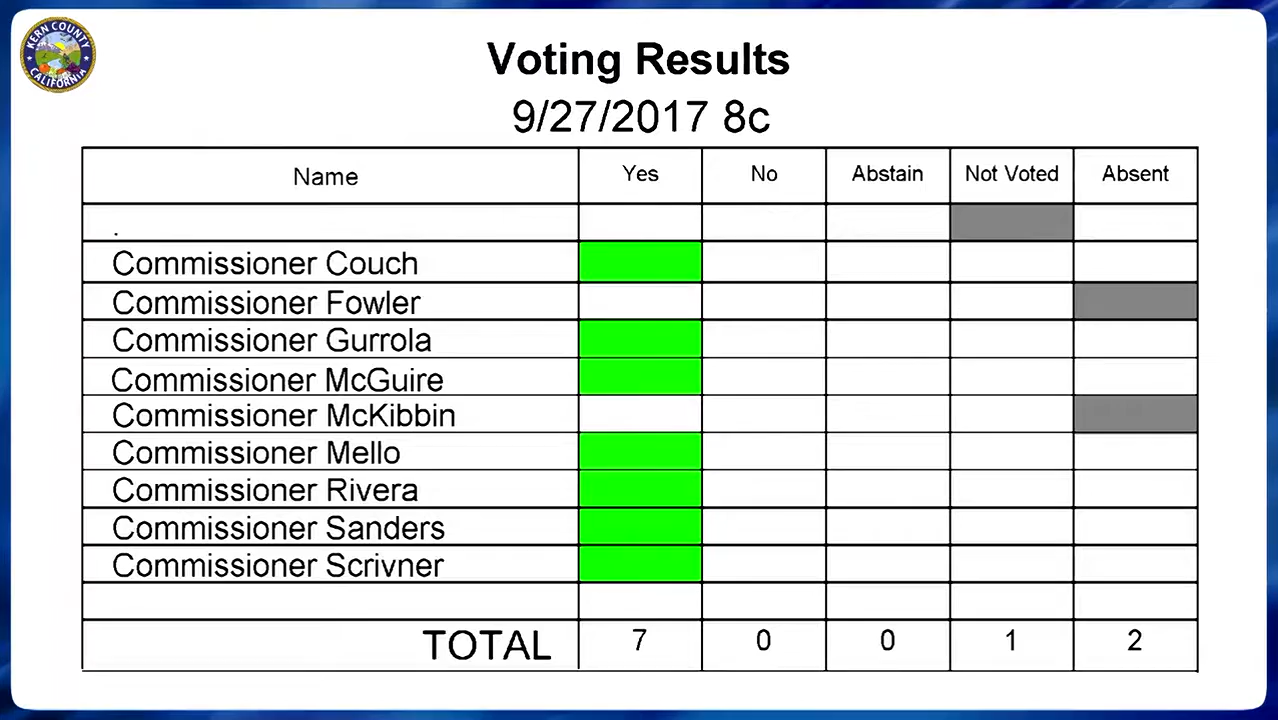 KERN COUNTY
CALIFORNIA
Voting Results
9/27/2017 8c
Name Yes No Abstain Not Voted Absent
.
Commissioner Couch
Commissioner Fowler
Commissioner Gurrola
Commissioner McGuire
Commissioner McKibbin
Commissioner Mello
Commissioner Rivera
Commissioner Sanders
Commissioner Scrivner
TOTAL 7 0 0 1 2